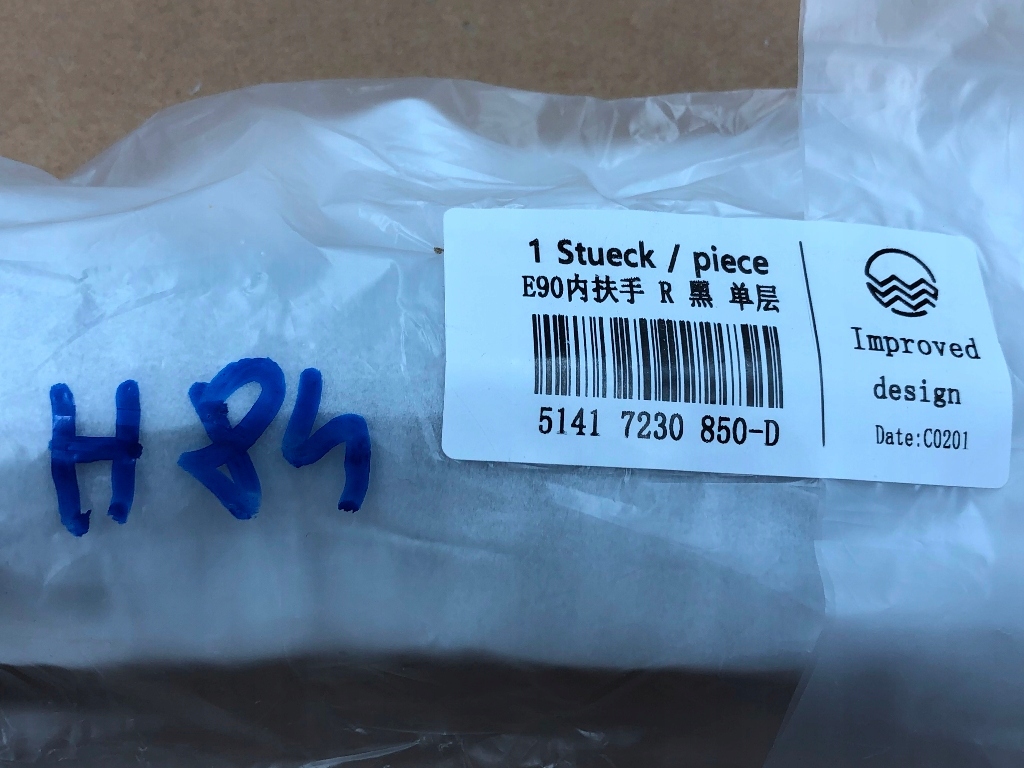 1 Stueck / piece
E90内扶手 R 黑 单层
5141 7230 850-D
Improved
design
Date:C0201